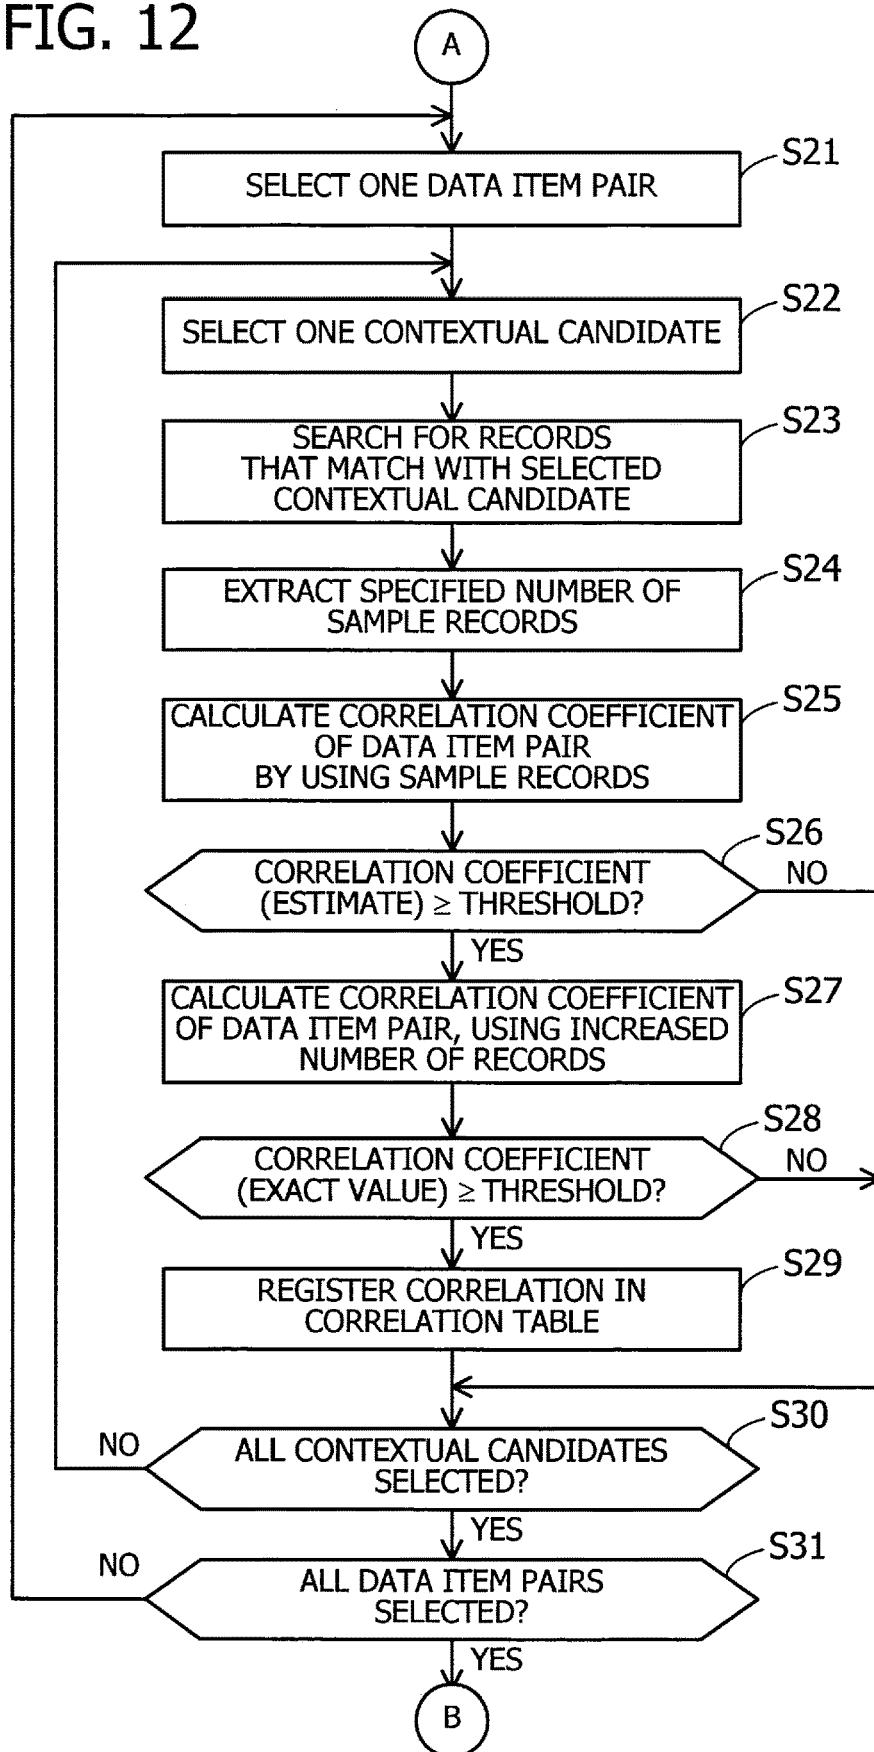 FIG. 12
A
S21
SELECT ONE DATA ITEM PAIR
S22
SELECT ONE CONTEXTUAL CANDIDATE
S23
SEARCH FOR RECORDS
THAT MATCH WITH SELECTED
CONTEXTUAL CANDIDATE
S24
EXTRACT SPECIFIED NUMBER OF
SAMPLE RECORDS
S25
CALCULATE CORRELATION COEFFICIENT
OF DATA ITEM PAIR
BY USING SAMPLE RECORDS
S26
CORRELATION COEFFICIENT
(ESTIMATE) ≥ THRESHOLD?
NO
YES
S27
CALCULATE CORRELATION COEFFICIENT
OF DATA ITEM PAIR, USING INCREASED
NUMBER OF RECORDS
S28
CORRELATION COEFFICIENT
(EXACT VALUE) ≥ THRESHOLD?
NO
YES
S29
REGISTER CORRELATION IN
CORRELATION TABLE
S30
NO
ALL CONTEXTUAL CANDIDATES
SELECTED?
YES
S31
NO
ALL DATA ITEM PAIRS
SELECTED?
YES
B